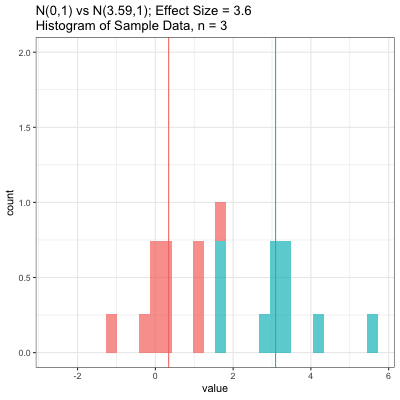 N(0,1) vs N(3.59,1); Effect Size = 3.6
Histogram of Sample Data, n = 3
2.0
1.5
1.0
0.5
0.0
count
-2
0
2
4
6
value